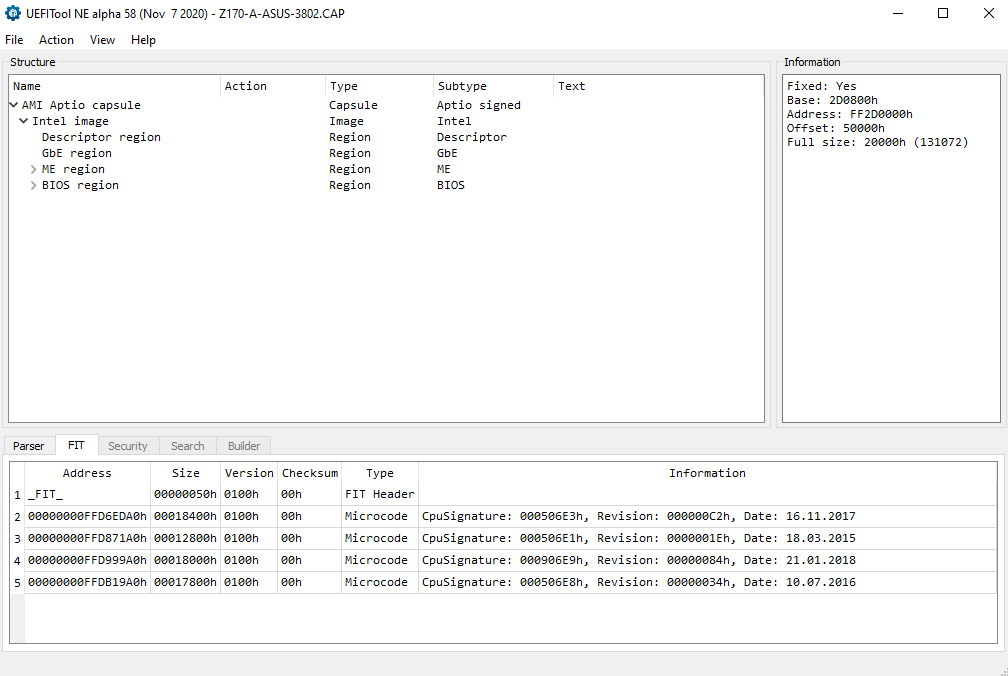 UEFITool NE alpha 58 (Nov  7 2020) - Z170-A-ASUS-3802.CAP
File Action View Help
Structure
Name Action Type Subtype Text
AMI Aptio capsule Capsule Aptio signed
Intel image Image Intel
Descriptor region Region Descriptor
GbE region Region GbE
ME region Region ME
BIOS region Region BIOS
Information
Fixed: Yes
Base: 2D0800h
Address: FF2D0000h
Offset: 50000h
Full size: 20000h (131072)
Parser FIT Security Search Builder
Address Size Version Checksum Type Information
1 _FIT_ 00000050h 0100h 00h FIT Header
2 00000000FFD6EDA0h 00018400h 0100h 00h Microcode CpuSignature: 000506E3h, Revision: 000000C2h, Date: 16.11.2017
3 00000000FFD871A0h 00012800h 0100h 00h Microcode CpuSignature: 000506E1h, Revision: 0000001Eh, Date: 18.03.2015
4 00000000FFD999A0h 00018000h 0100h 00h Microcode CpuSignature: 000906E9h, Revision: 00000084h, Date: 21.01.2018
5 00000000FFDB19A0h 00017800h 0100h 00h Microcode CpuSignature: 000506E8h, Revision: 00000034h, Date: 10.07.2016